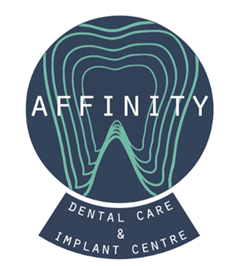 AFFINITY
DENTAL CARE
&
IMPLANT CENTRE